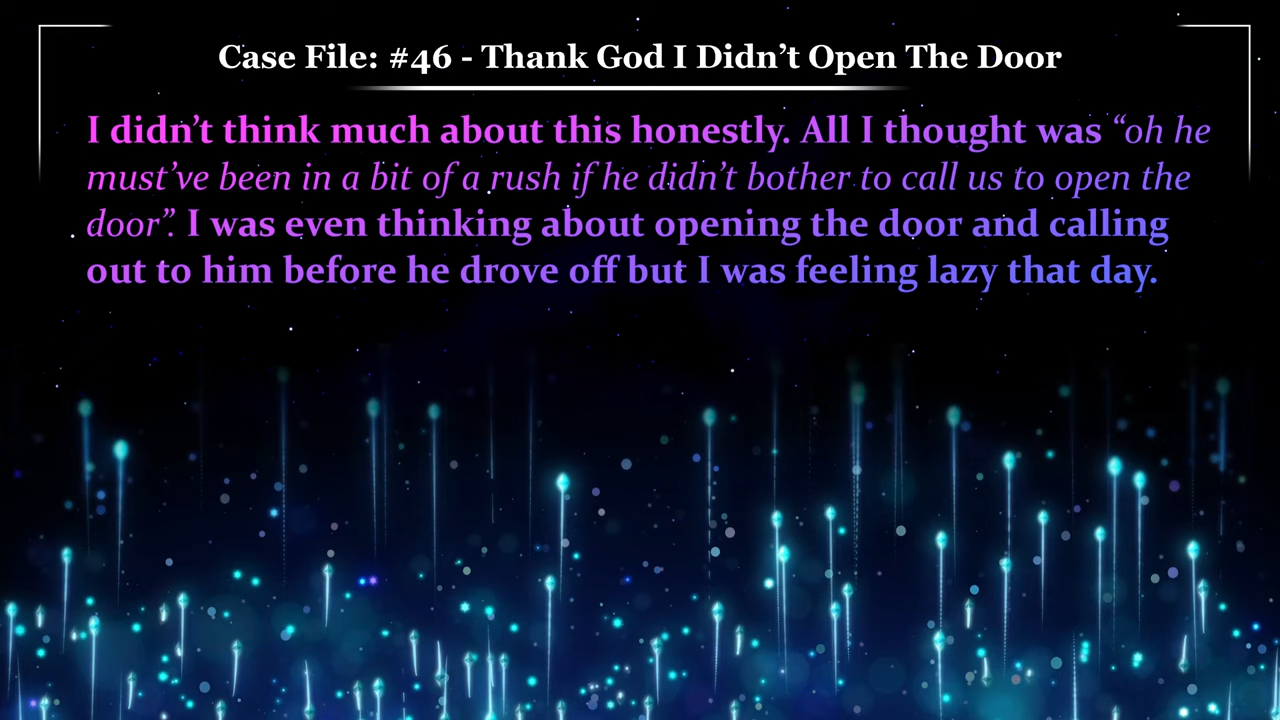 Case File: #46 - Thank God I Didn’t Open The Door
I didn’t think much about this honestly. All I thought was “oh he
must’ve been in a bit of a rush if he didn’t bother to call us to open the
door”. I was even thinking about opening the door and calling
out to him before he drove off but I was feeling lazy that day.